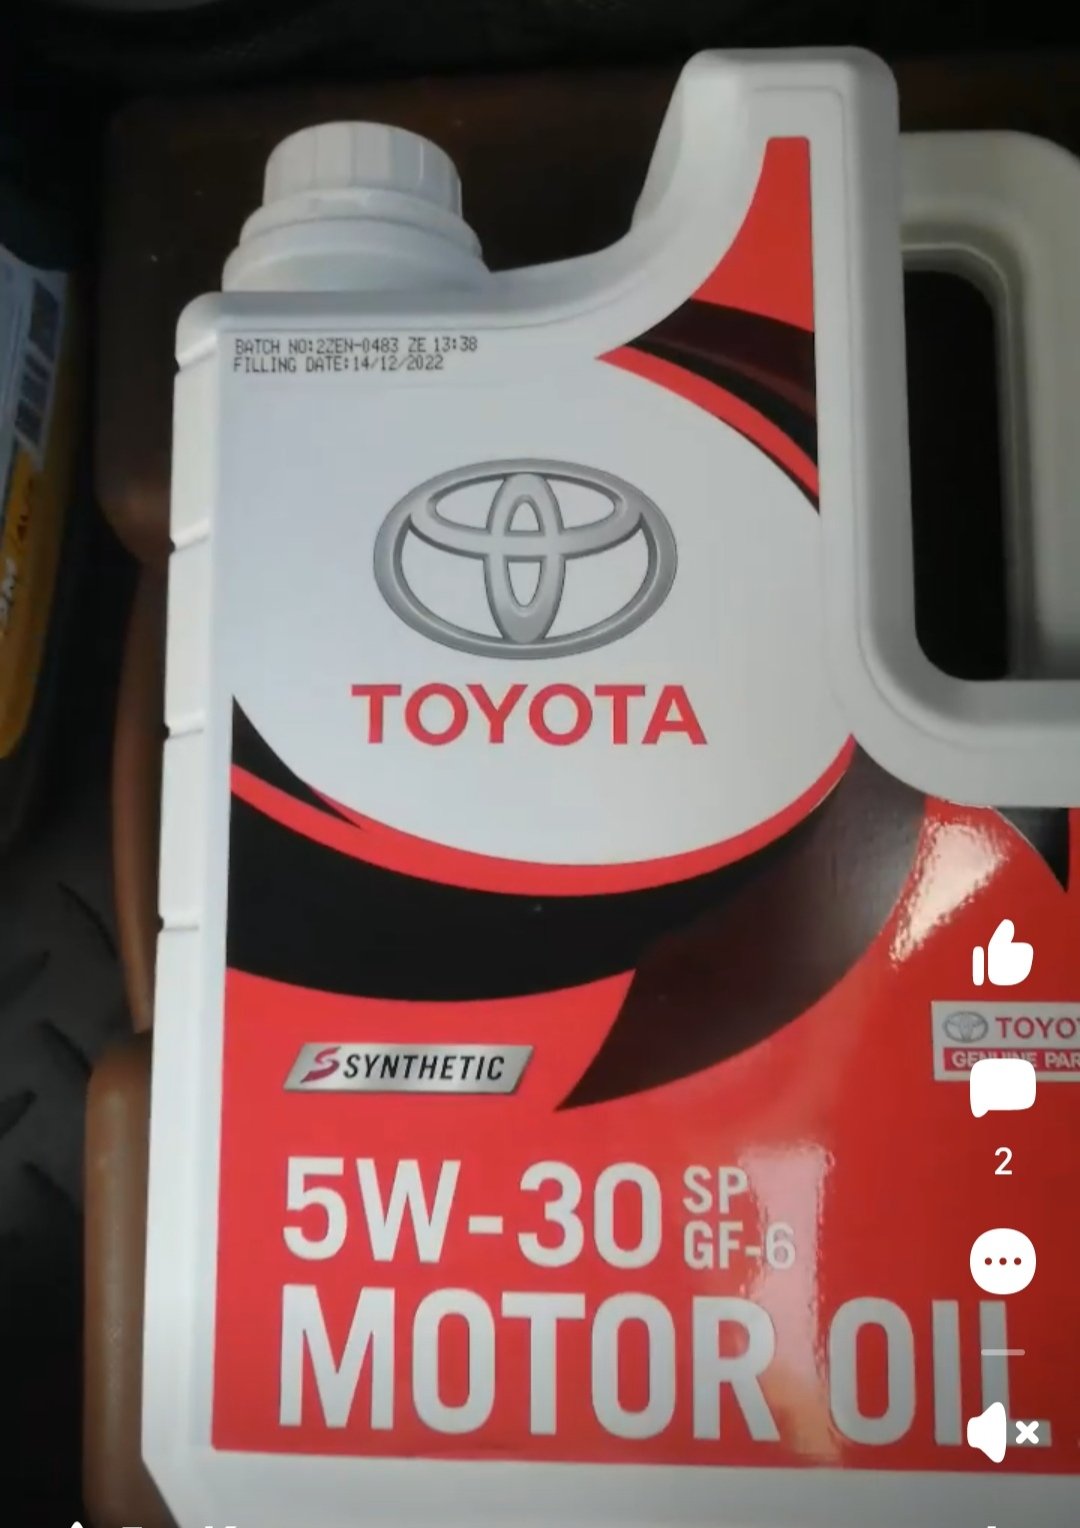 BATCH NO:2ZEN-0483 ZE 13:38
FILLING DATE:14/12/2022
TOYOTA
SYNTHETIC
5W-30 SP
GF-6
MOTOR OIL
GENUINE
2